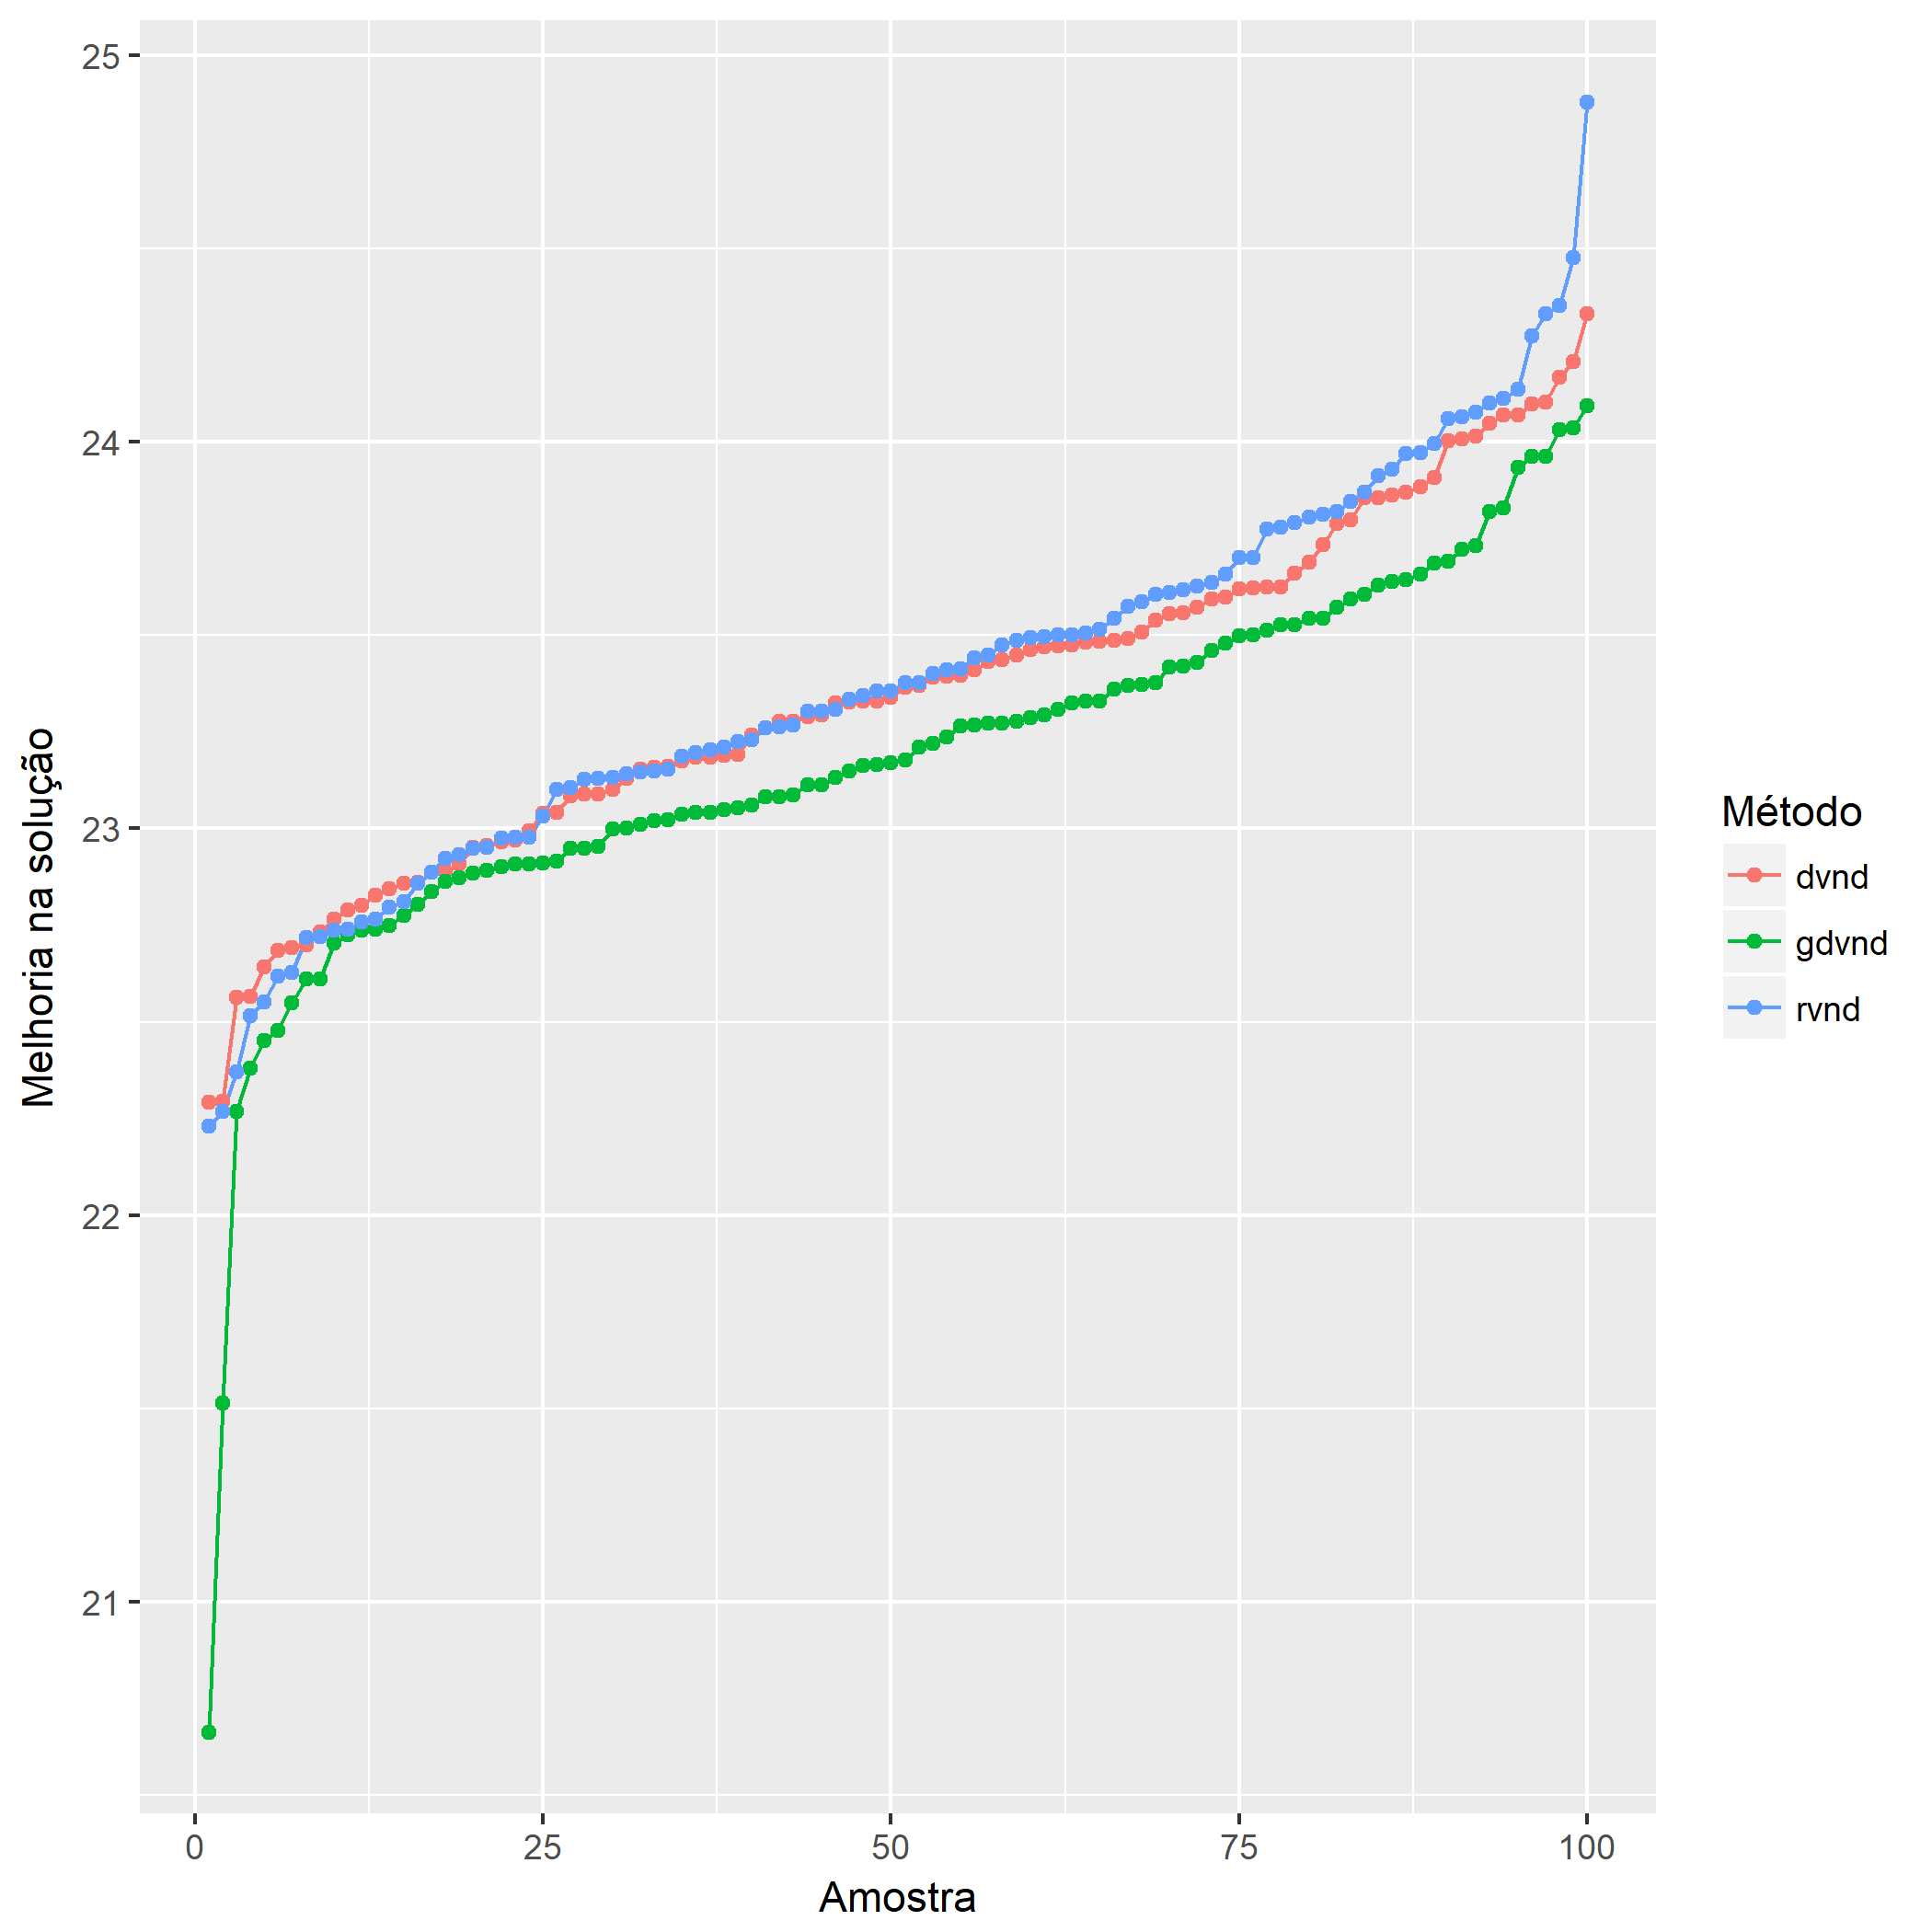 25
24
23
22
21
Melhoria na solução
0 25 50 75 100
Amostra
Método
dvnd
gdvnd
rvnd